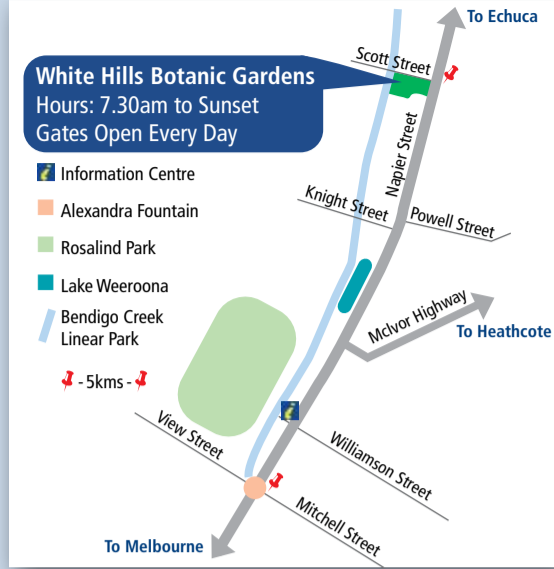 To Echuca
Scott Street
White Hills Botanic Gardens
Hours: 7.30am to Sunset
Gates Open Every Day
Napier Street
Information Centre
Knight Street
Powell Street
Alexandra Fountain
Rosalind Park
Lake Weeroona
McIvor Highway
To Heathcote
Bendigo Creek
Linear Park
- 5kms -
View Street
Williamson Street
Mitchell Street
To Melbourne